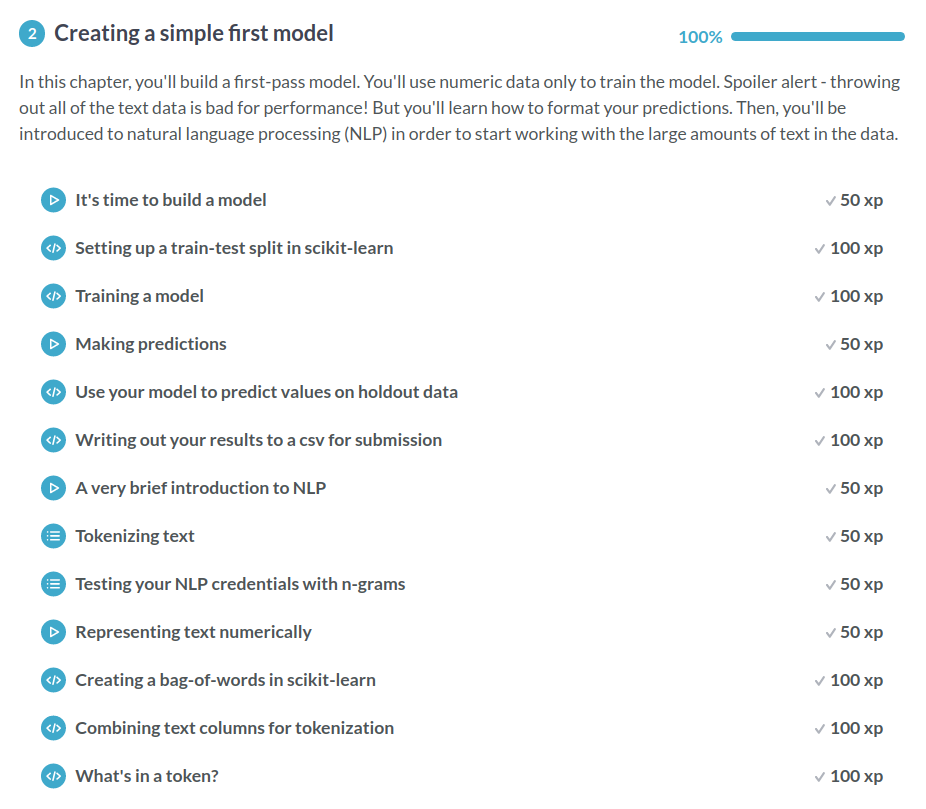 2 Creating a simple first model 100%
In this chapter, you'll build a first-pass model. You'll use numeric data only to train the model. Spoiler alert - throwing
out all of the text data is bad for performance! But you'll learn how to format your predictions. Then, you'll be
introduced to natural language processing (NLP) in order to start working with the large amounts of text in the data.
It's time to build a model 50 xp
Setting up a train-test split in scikit-learn 100 xp
Training a model 100 xp
Making predictions 50 xp
Use your model to predict values on holdout data 100 xp
Writing out your results to a csv for submission 100 xp
A very brief introduction to NLP 50 xp
Tokenizing text 50 xp
Testing your NLP credentials with n-grams 50 xp
Representing text numerically 50 xp
Creating a bag-of-words in scikit-learn 100 xp
Combining text columns for tokenization 100 xp
What's in a token? 100 xp